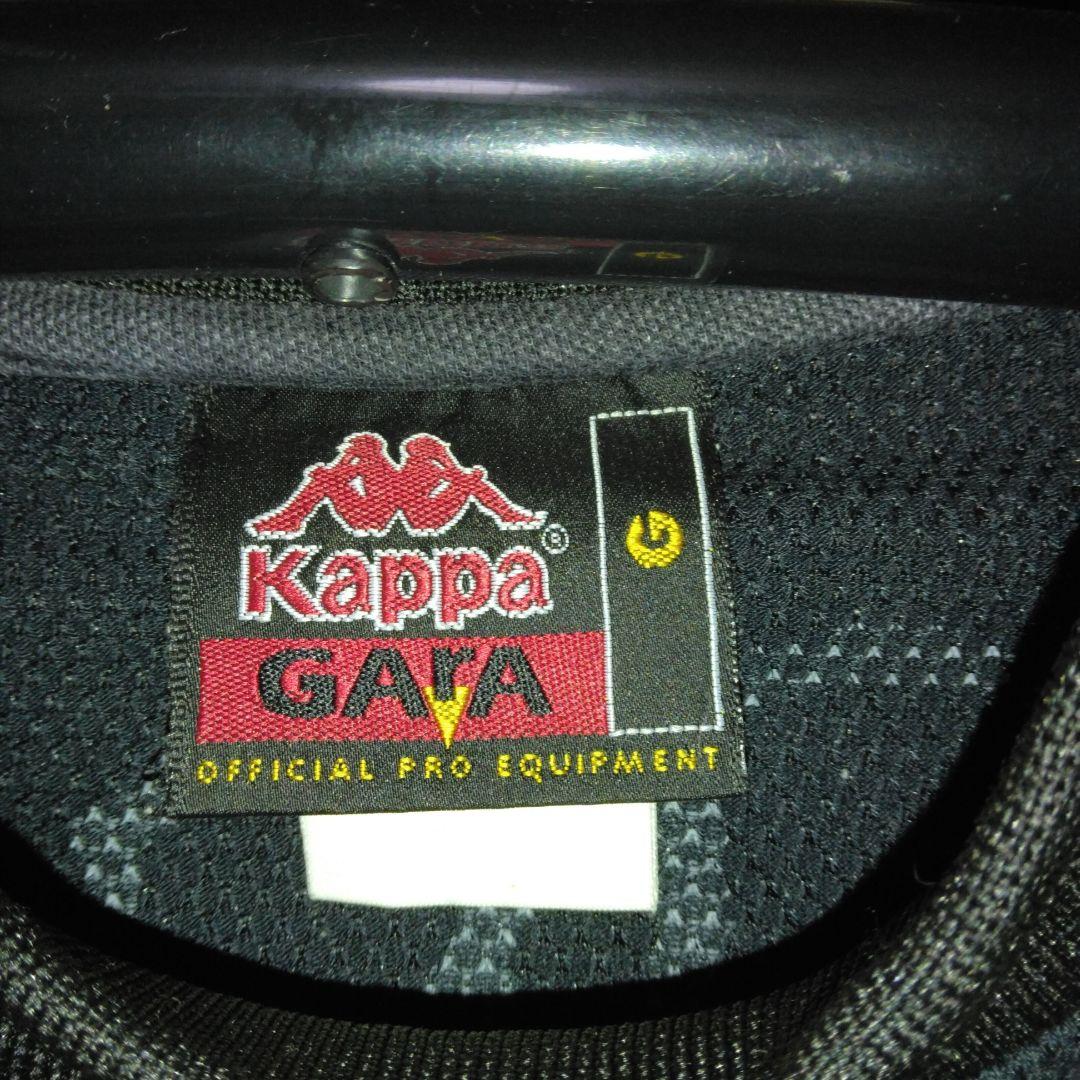 Kappa®
G
GArA
OFFICIAL PRO EQUIPMENT